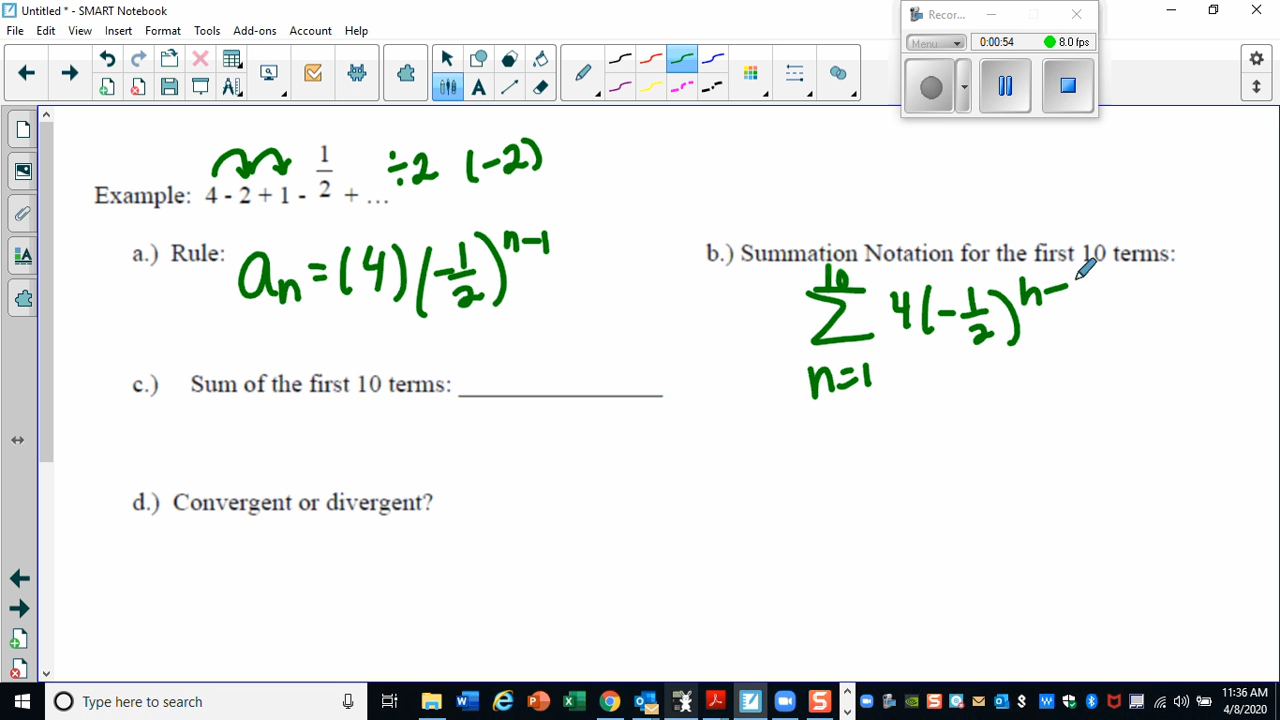 Untitled * - SMART Notebook
File Edit View Insert Format Tools Add-ons Account Help
Recor...
Menu 0:00:54 8.0 fps
÷2 (-2)
Example: 4 - 2 + 1 - 1/2 + ...
a.) Rule: aₙ = (4)(-1/2)ⁿ⁻¹
b.) Summation Notation for the first 10 terms:
10
Σ 4(-1/2)ⁿ⁻
n=1
c.) Sum of the first 10 terms: ______________
d.) Convergent or divergent?
Type here to search
11:36 AM
4/8/2020